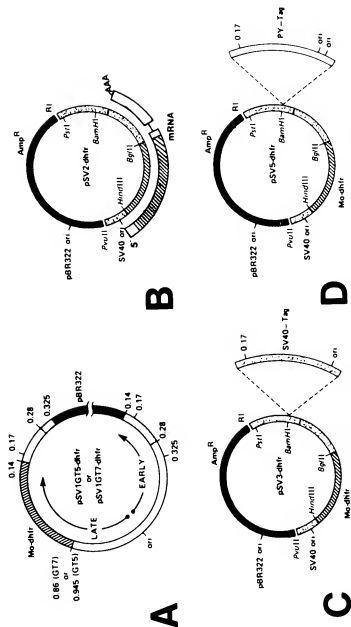 A
0.14
0.17
0.28
0.325
Mo-dhfr
pBR322
pSV1GT5-dhfr
or
pSV1GT7-dhfr
LATE
EARLY
0.86 (GT7)
or
0.945 (GT5)
0.14
0.17
0.28
0.325
ori
B
AmpR
RI
PstI
BamHI
pBR322 ori
pSV2-dhfr
BglII
PvuII
HindIII
SV40 ori
5'
AAA
mRNA
C
AmpR
RI
PstI
BamHI
pBR322 ori
pSV3-dhfr
BglII
PvuII
HindIII
SV40 ori
Mo-dhfr
0.17
SV40-Tag
ori
D
AmpR
RI
PstI
BamHI
pBR322 ori
pSV5-dhfr
BglII
PvuII
HindIII
SV40 ori
Mo-dhfr
0.17
PY-Tag
ori
ori